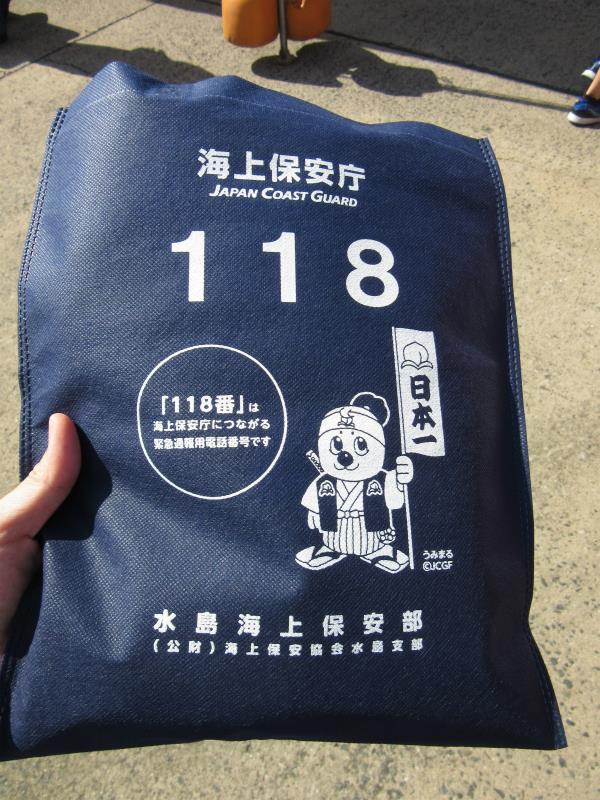 海上保安庁
JAPAN COAST GUARD
118
「118番」は
海上保安庁につながる
緊急通報用電話番号です
日本一
うみまる
©JCGF
水島海上保安部
(公財)海上保安協会水島支部